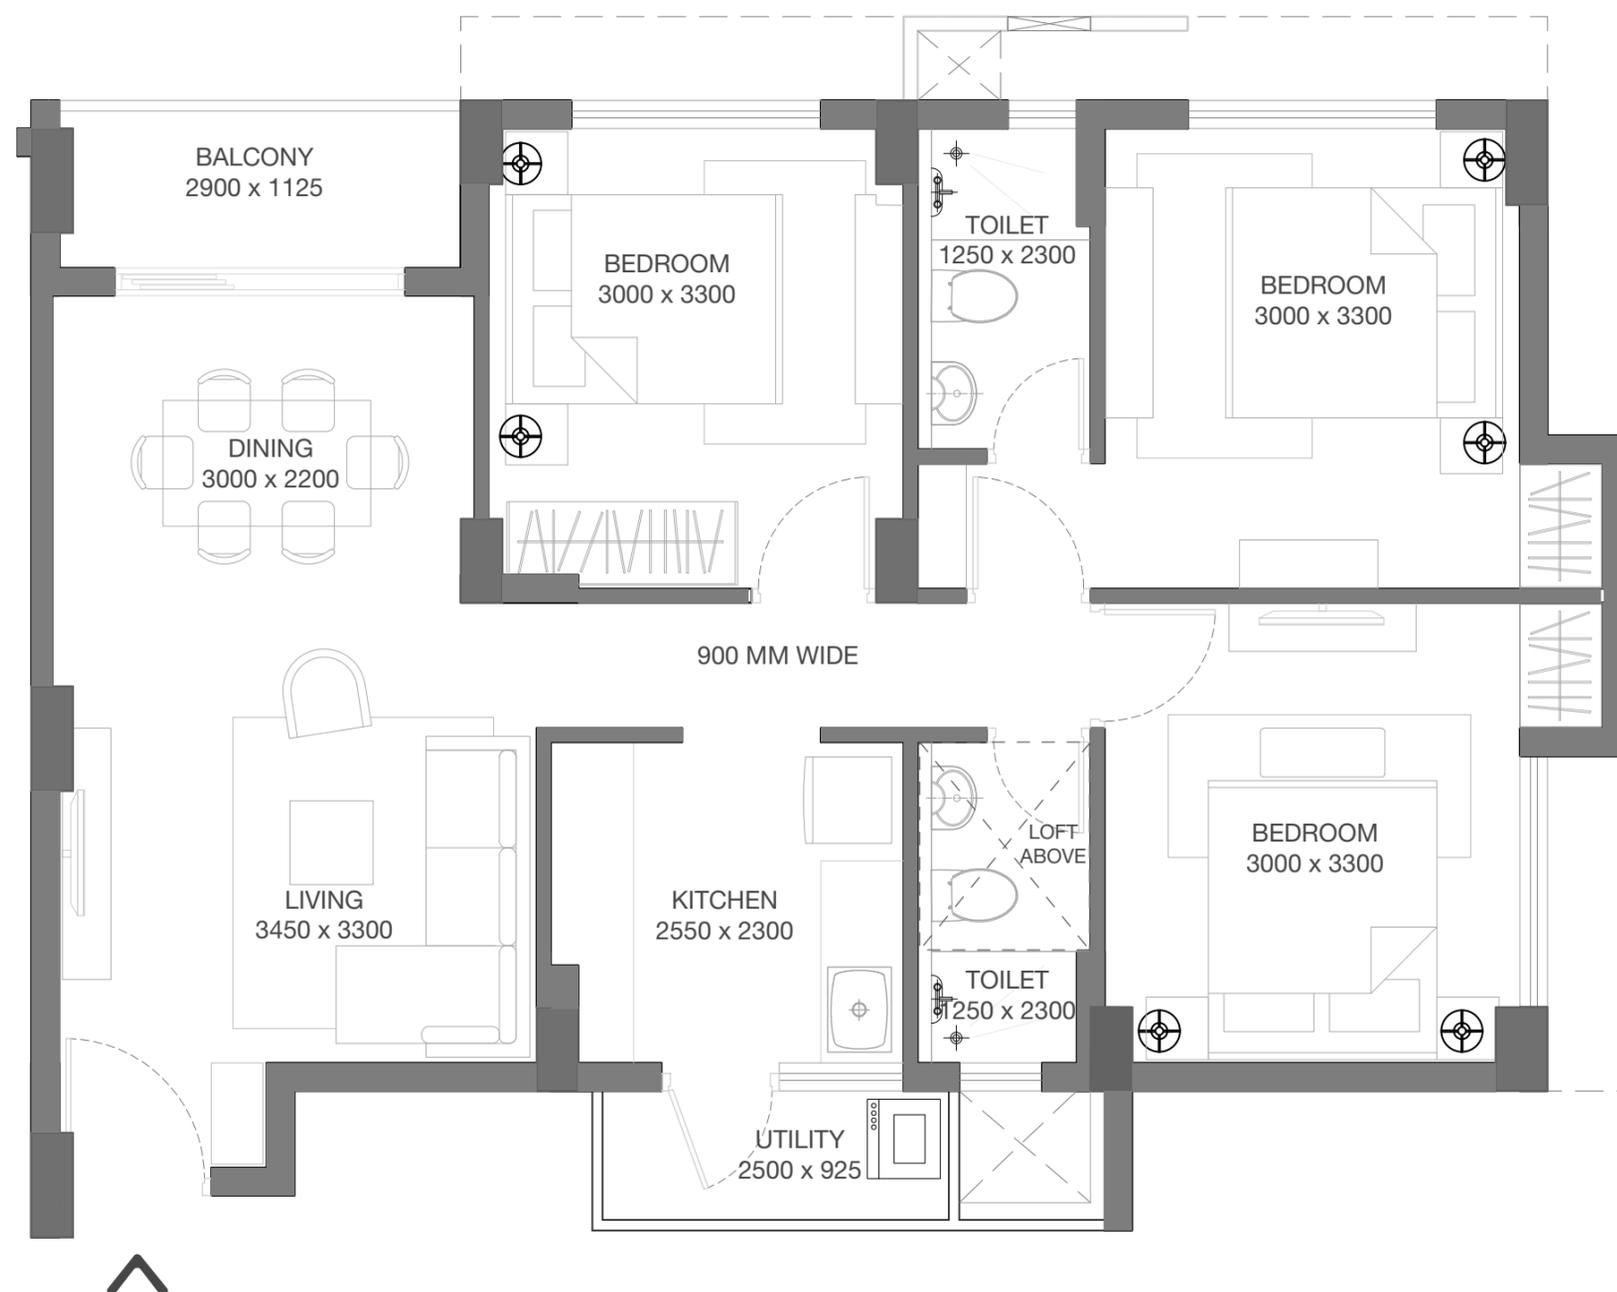 BALCONY
2900 x 1125
BEDROOM
3000 x 3300
TOILET
1250 x 2300
BEDROOM
3000 x 3300
DINING
3000 x 2200
900 MM WIDE
LIVING
3450 x 3300
KITCHEN
2550 x 2300
LOFT
ABOVE
TOILET
1250 x 2300
BEDROOM
3000 x 3300
UTILITY
2500 x 925